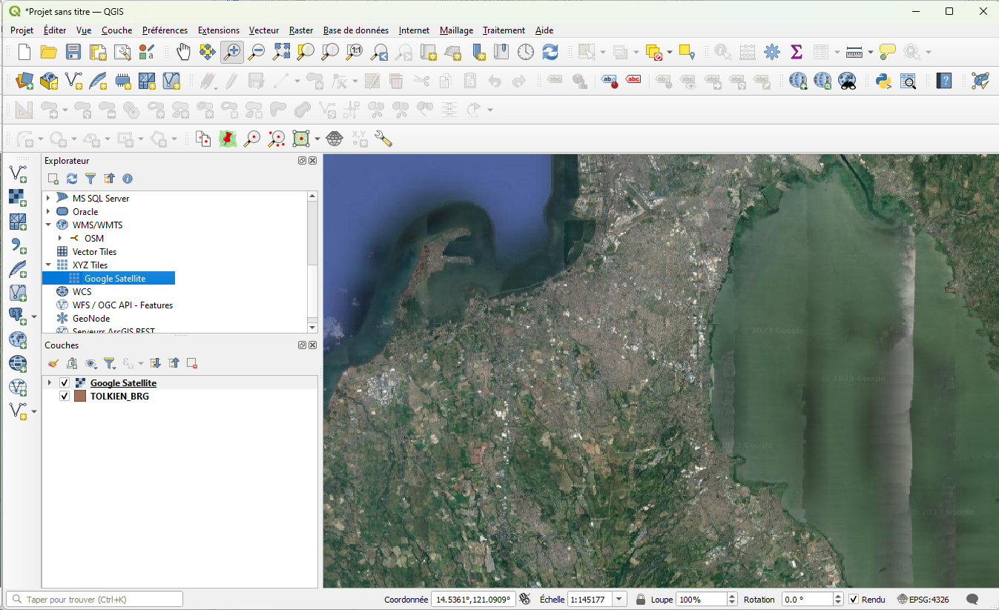 *Projet sans titre — QGIS
Projet Éditer Vue Couche Préférences Extensions Vecteur Raster Base de données Internet Maillage Traitement Aide
Explorateur
MS SQL Server
Oracle
WMS/WMTS
OSM
Vector Tiles
XYZ Tiles
Google Satellite
WCS
WFS / OGC API - Features
GeoNode
Serveurs ArcGIS REST
Couches
Google Satellite
TOLKIEN_BRG
© 2023 Google
© 2023 Google
© 2023 Google
© 2023 Google
Taper pour trouver (Ctrl+K) Coordonnée 14.5361°,121.0909° Échelle 1:145177 Loupe 100% Rotation 0.0 ° Rendu EPSG:4326